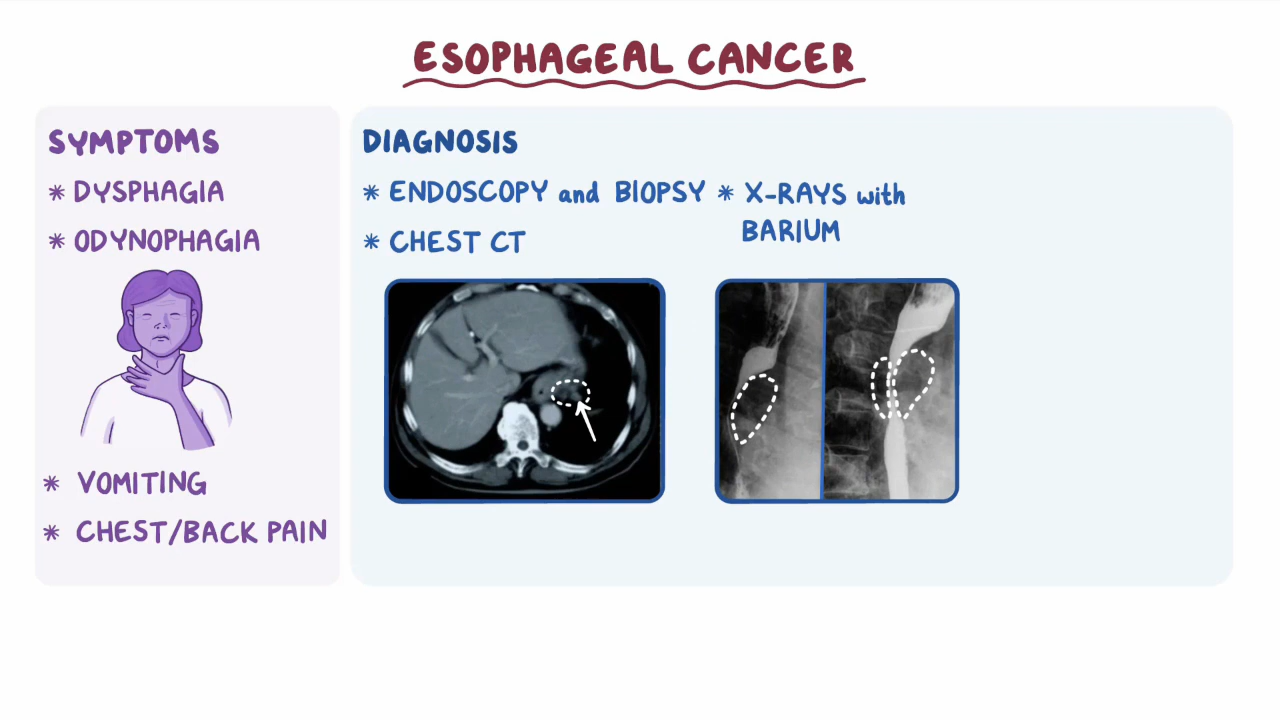 ESOPHAGEAL CANCER
SYMPTOMS
* DYSPHAGIA
* ODYNOPHAGIA
* VOMITING
* CHEST/BACK PAIN
DIAGNOSIS
* ENDOSCOPY and BIOPSY
* CHEST CT
* X-RAYS with
BARIUM